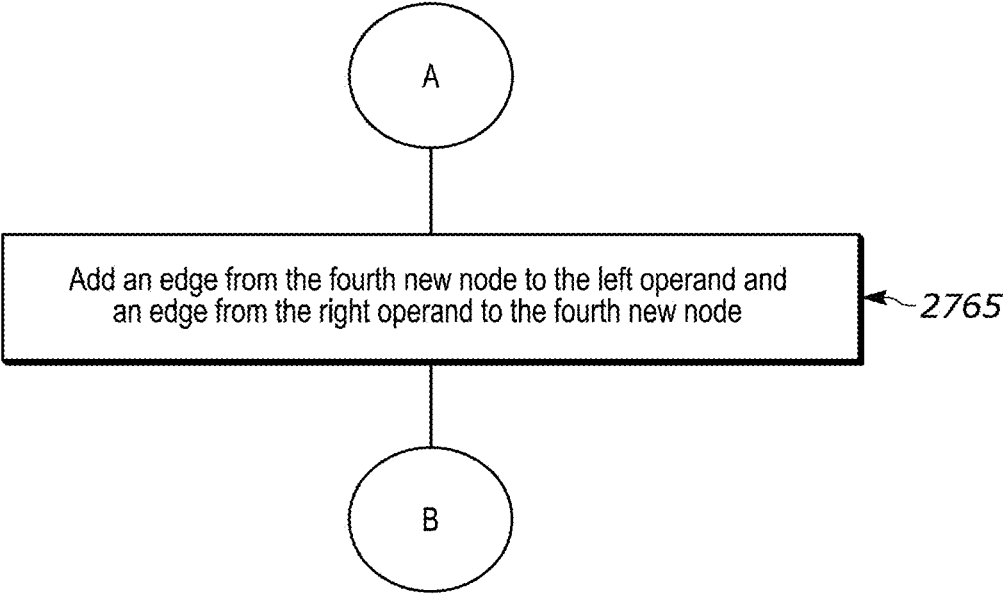 A
Add an edge from the fourth new node to the left operand and
an edge from the right operand to the fourth new node
2765
B